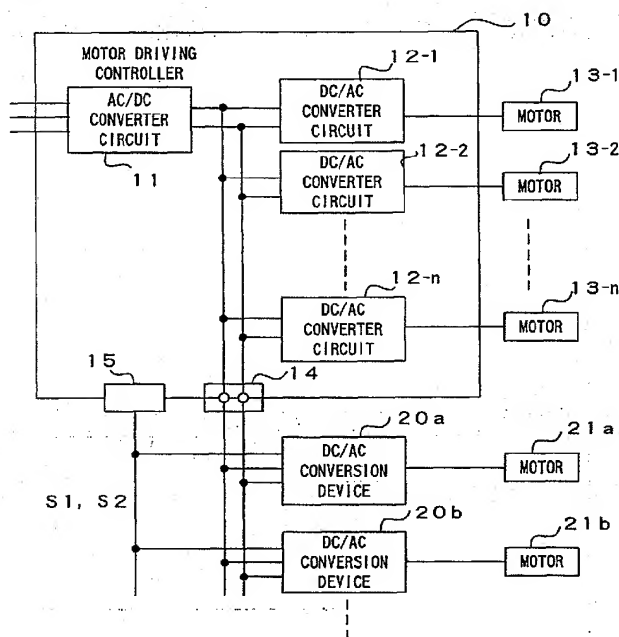 10
MOTOR DRIVING
CONTROLLER
AC/DC
CONVERTER
CIRCUIT
11
12-1
DC/AC
CONVERTER
CIRCUIT
13-1
MOTOR
12-2
DC/AC
CONVERTER
CIRCUIT
13-2
MOTOR
12-n
DC/AC
CONVERTER
CIRCUIT
13-n
MOTOR
15
14
20a
DC/AC
CONVERSION
DEVICE
21a
MOTOR
S1, S2
20b
DC/AC
CONVERSION
DEVICE
21b
MOTOR